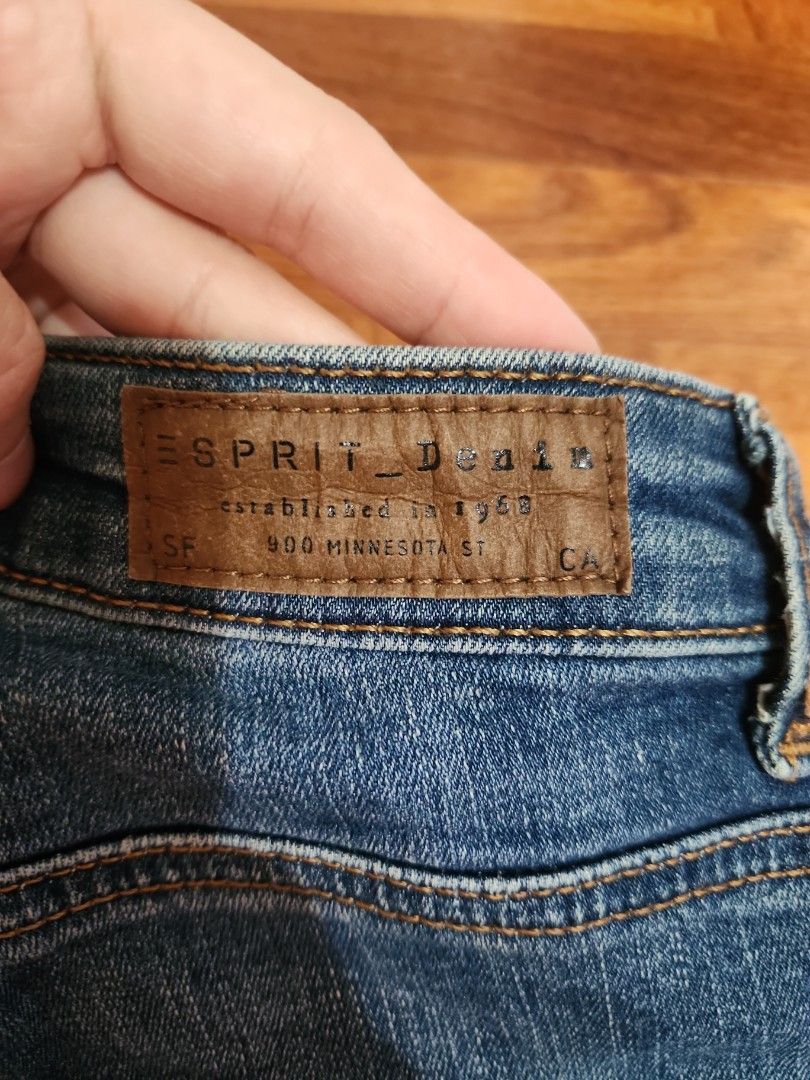 ESPRIT_Denim
established in 1968
SF 900 MINNESOTA ST CA